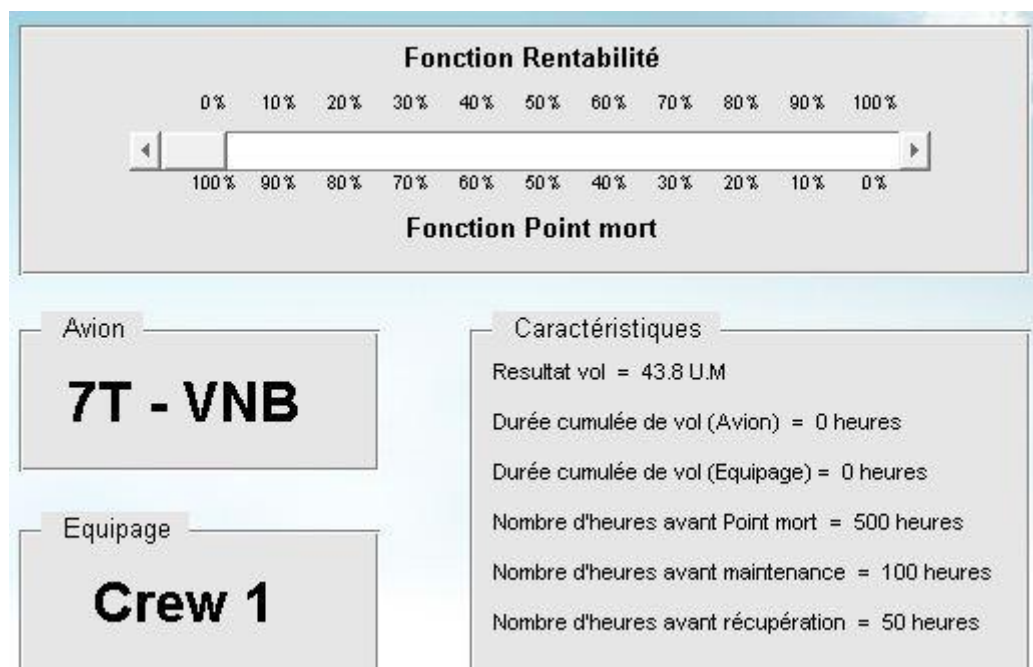 Fonction Rentabilité
0% 10% 20% 30% 40% 50% 60% 70% 80% 90% 100%
100% 90% 80% 70% 60% 50% 40% 30% 20% 10% 0%
Fonction Point mort
Avion
7T - VNB
Equipage
Crew 1
Caractéristiques
Resultat vol = 43.8 U.M
Durée cumulée de vol (Avion) = 0 heures
Durée cumulée de vol (Equipage) = 0 heures
Nombre d'heures avant Point mort = 500 heures
Nombre d'heures avant maintenance = 100 heures
Nombre d'heures avant récupération = 50 heures